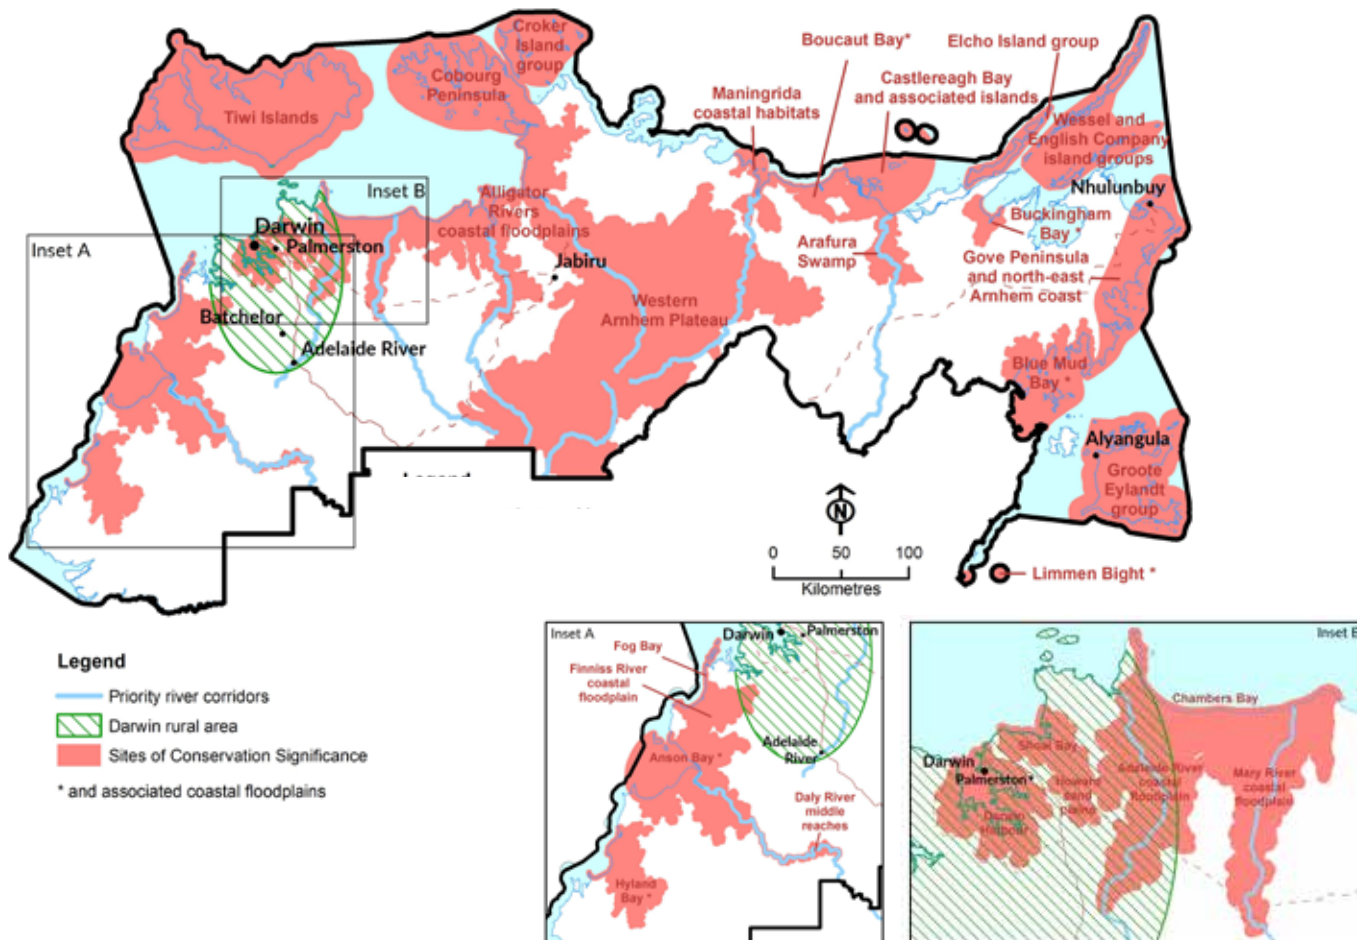 Croker
Island
group
Boucaut Bay*
Elcho Island group
Cobourg
Peninsula
Maningrida
coastal habitats
Castlereagh Bay
and associated islands
Tiwi Islands
Wessel and
English Company
island groups
Inset B
Alligator
Rivers
coastal floodplains
Nhulunbuy
Darwin
Palmerston
Buckingham
Bay *
Inset A
Arafura
Swamp
Gove Peninsula
and north-east
Arnhem coast
Jabiru
Western
Arnhem Plateau
Batchelor
Adelaide River
Blue Mud
Bay *
Alyangula
Groote
Eylandt
group
Legend
N
0 50 100
Kilometres
Limmen Bight *
Legend
Priority river corridors
Darwin rural area
Sites of Conservation Significance
* and associated coastal floodplains
Inset A
Darwin
Palmerston
Fog Bay
Finniss River
coastal
floodplain
Adelaide
River
Anson Bay *
Daly River
middle
reaches
Hyland
Bay *
Inset B
Chambers Bay
Shoal Bay
Darwin
Palmerston*
Howard
sand
plains
Adelaide River
coastal
floodplain
Mary River
coastal
floodplain
Darwin
Harbour